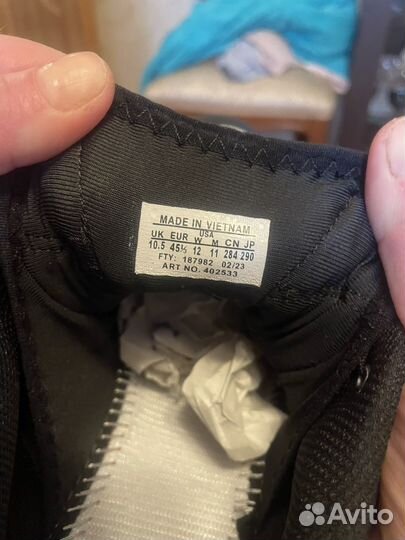 MADE IN VIETNAM
USA
UK EUR W M CN JP
10.5 45½ 12 11 284 290
FTY: 187982 02/23
ART NO. 402533
Avito